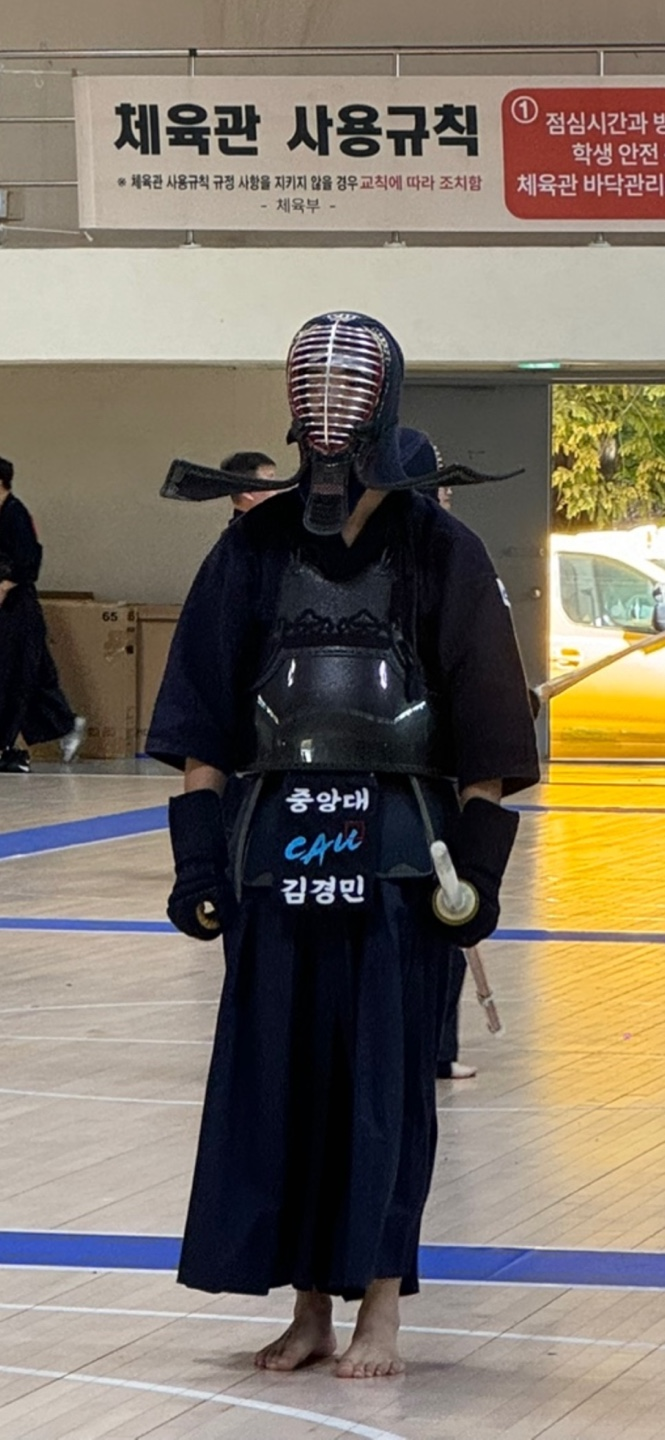 체육관 사용규칙
※ 체육관 사용규칙 규정 사항을 지키지 않을 경우 교칙에 따라 조치함
- 체육부 -
①
점심시간과
학생 안전
체육관 바닥관리
65
중앙대
CAU
김경민